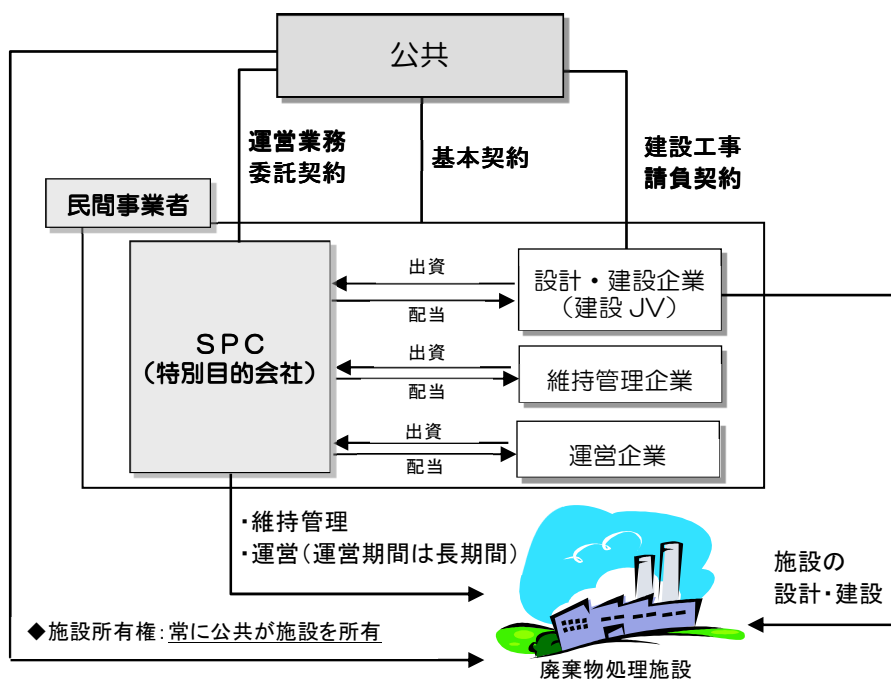 公共
運営業務
委託契約
基本契約
建設工事
請負契約
民間事業者
SPC
(特別目的会社)
出資
配当
設計・建設企業
(建設 JV)
出資
配当
維持管理企業
出資
配当
運営企業
・維持管理
・運営(運営期間は長期間)
施設の
設計・建設
◆施設所有権:常に公共が施設を所有
廃棄物処理施設